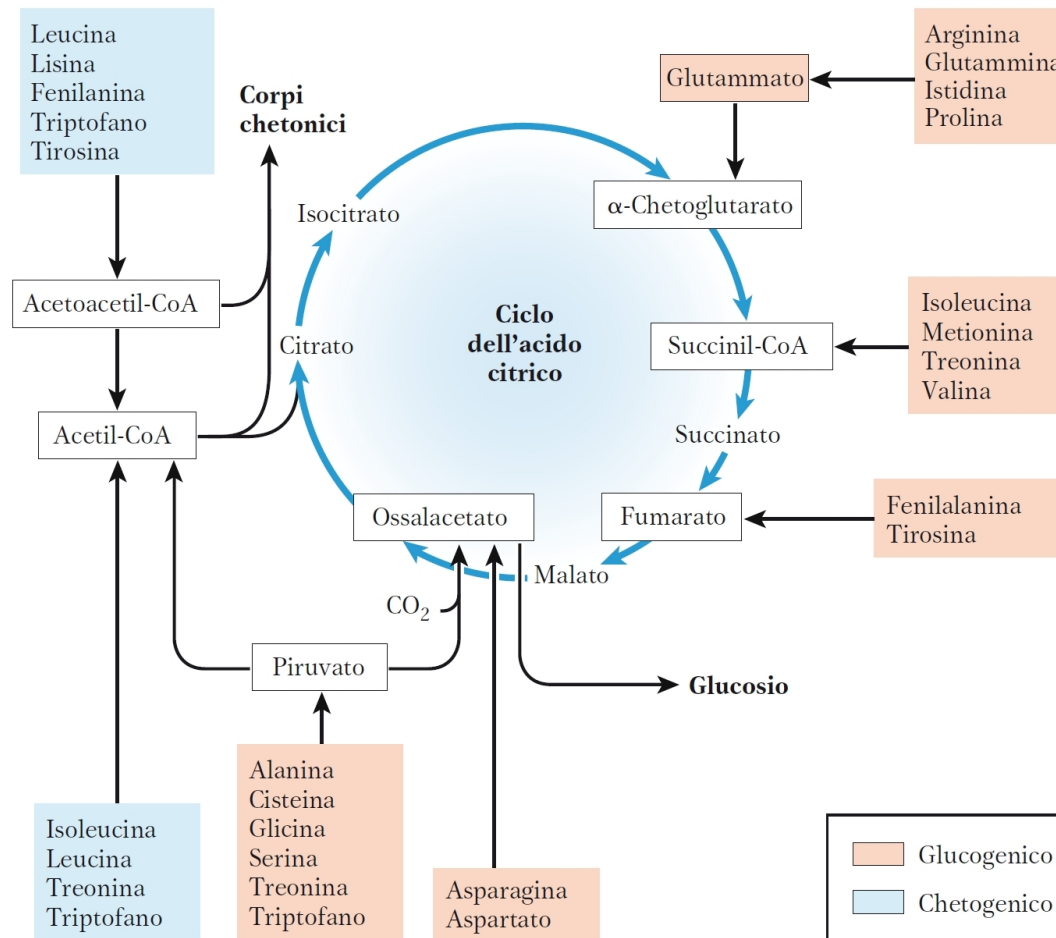 Leucina
Lisina
Fenilanina
Triptofano
Tirosina
Corpi
chetonici
Glutammato
Arginina
Glutammina
Istidina
Prolina
Isocitrato
α-Chetoglutarato
Acetoacetil-CoA
Citrato
Ciclo
dell'acido
citrico
Succinil-CoA
Isoleucina
Metionina
Treonina
Valina
Acetil-CoA
Succinato
Ossalacetato
Fumarato
Fenilalanina
Tirosina
Malato
CO₂
Piruvato
Glucosio
Isoleucina
Leucina
Treonina
Triptofano
Alanina
Cisteina
Glicina
Serina
Treonina
Triptofano
Asparagina
Aspartato
Glucogenico
Chetogenico